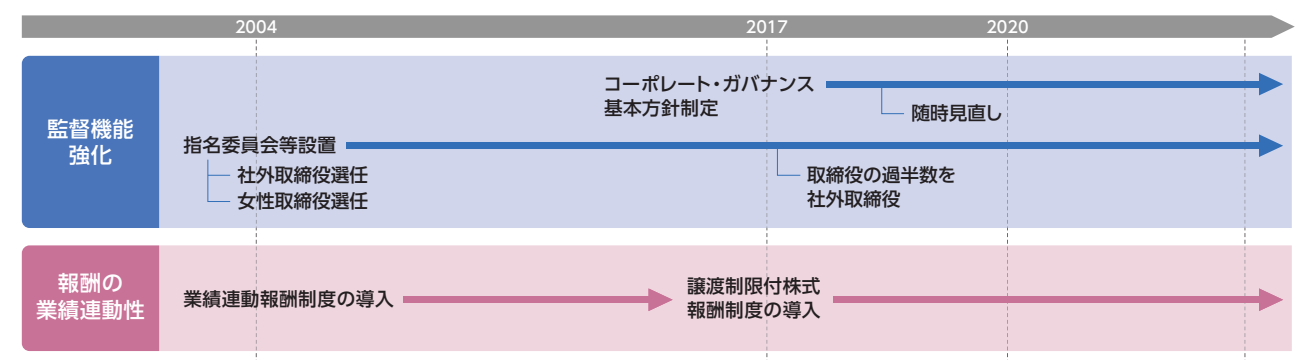 2004
2017
2020
監督機能
強化
コーポレート・ガバナンス
基本方針制定
随時見直し
指名委員会等設置
社外取締役選任
女性取締役選任
取締役の過半数を
社外取締役
報酬の
業績連動性
業績連動報酬制度の導入
譲渡制限付株式
報酬制度の導入